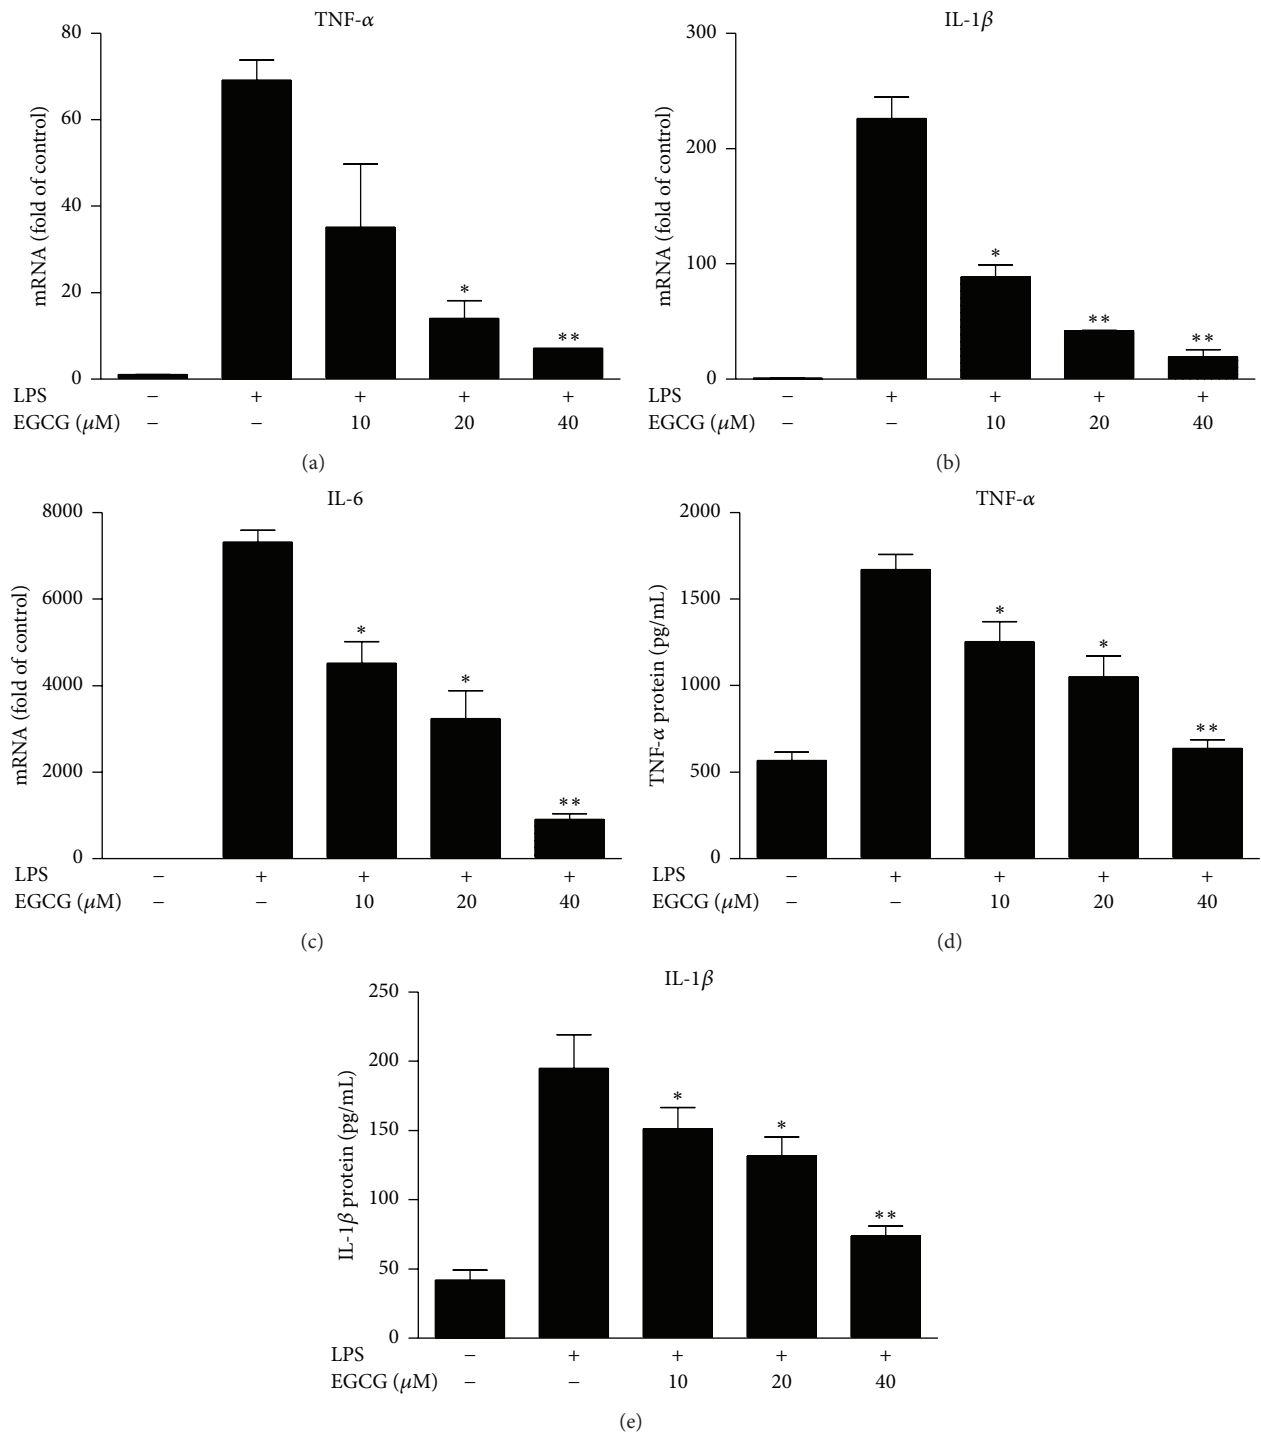 TNF-α
mRNA (fold of control)
80
60
40
20
0
*
**
LPS − + + + +
EGCG (μM) − − 10 20 40
(a)
IL-1β
mRNA (fold of control)
300
200
100
0
*
**
**
LPS − + + + +
EGCG (μM) − − 10 20 40
(b)
IL-6
mRNA (fold of control)
8000
6000
4000
2000
0
*
*
**
LPS − + + + +
EGCG (μM) − − 10 20 40
(c)
TNF-α
TNF-α protein (pg/mL)
2000
1500
1000
500
0
*
*
**
LPS − + + + +
EGCG (μM) − − 10 20 40
(d)
IL-1β
IL-1β protein (pg/mL)
250
200
150
100
50
0
*
*
**
LPS − + + + +
EGCG (μM) − − 10 20 40
(e)